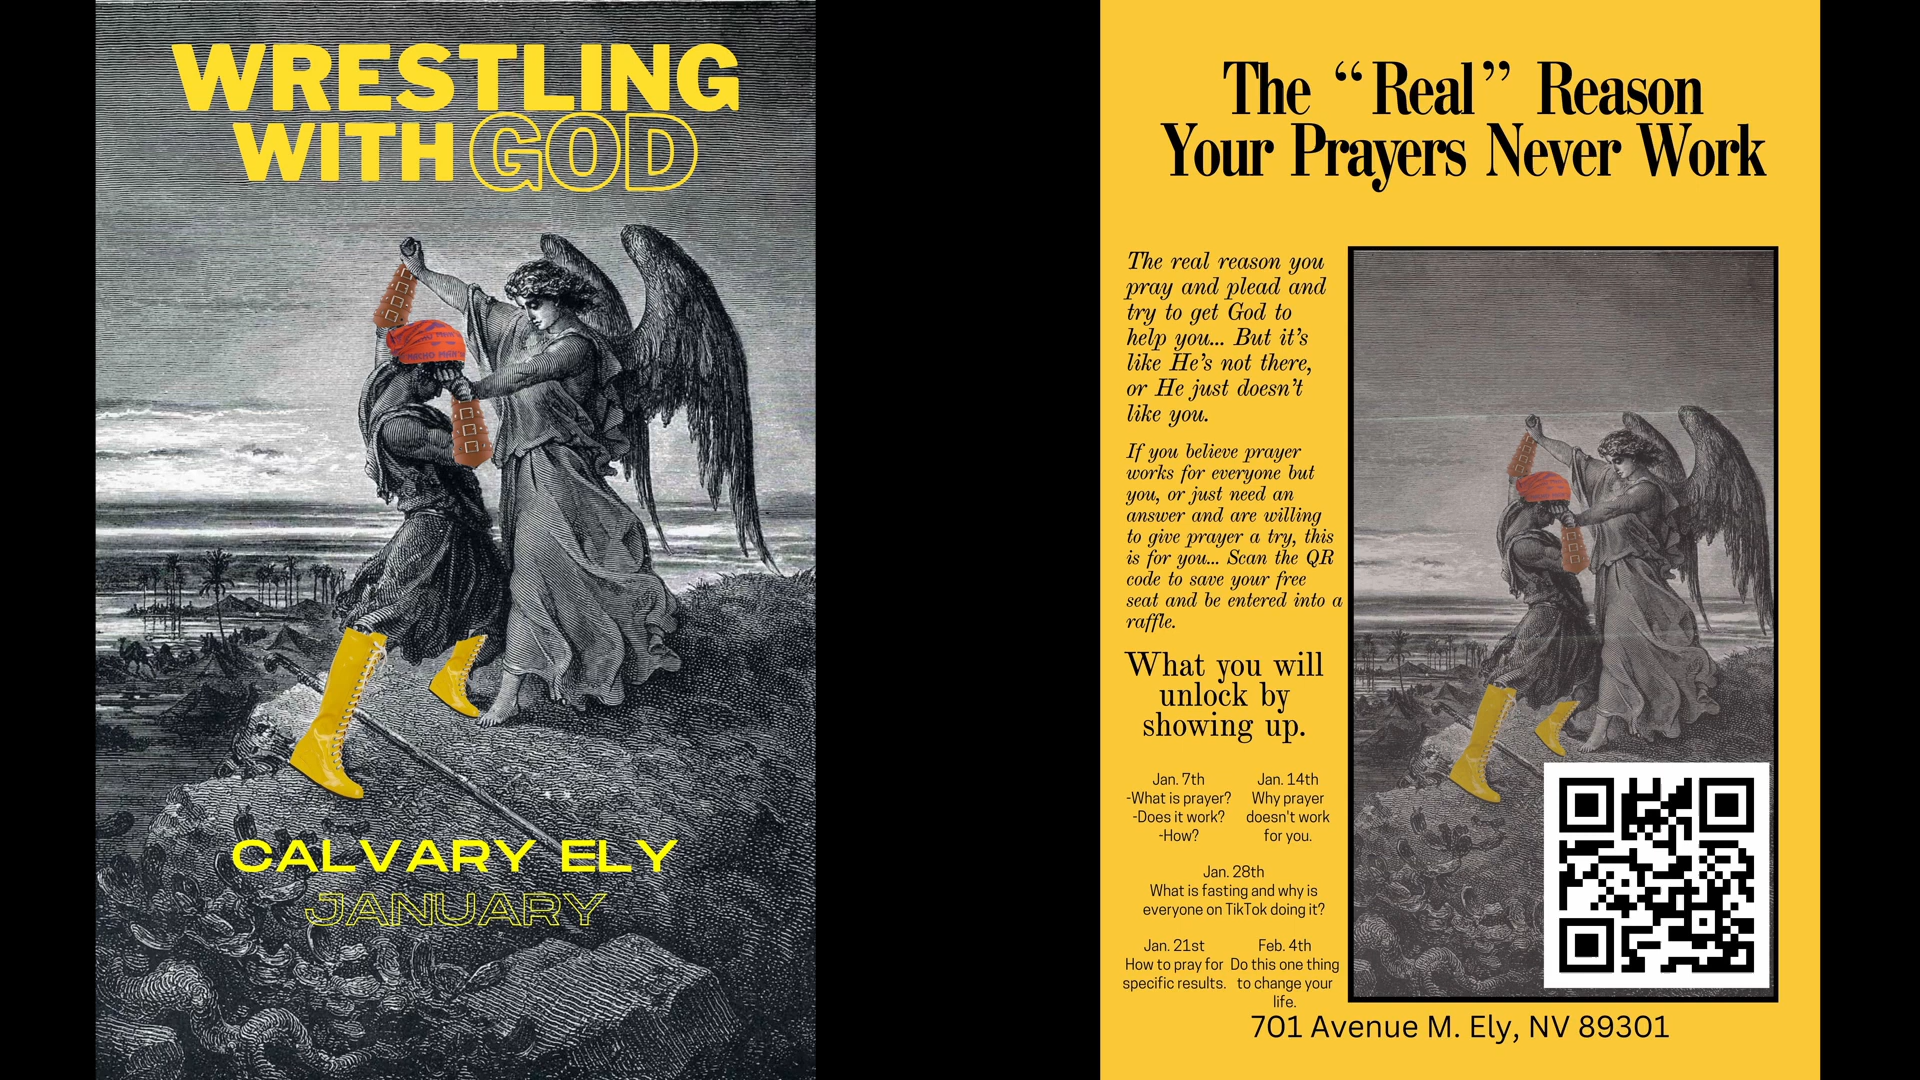 WRESTLING
WITH GOD
MACHO MAN
CALVARY ELY
JANUARY
The “Real” Reason
Your Prayers Never Work
The real reason you
pray and plead and
try to get God to
help you... But it’s
like He’s not there,
or He just doesn’t
like you.
If you believe prayer
works for everyone but
you, or just need an
answer and are willing
to give prayer a try, this
is for you... Scan the QR
code to save your free
seat and be entered into a
raffle.
What you will
unlock by
showing up.
Jan. 7th
-What is prayer?
-Does it work?
-How?
Jan. 14th
Why prayer
doesn't work
for you.
Jan. 28th
What is fasting and why is
everyone on TikTok doing it?
Jan. 21st
How to pray for
specific results.
Feb. 4th
Do this one thing
to change your
life.
701 Avenue M. Ely, NV 89301